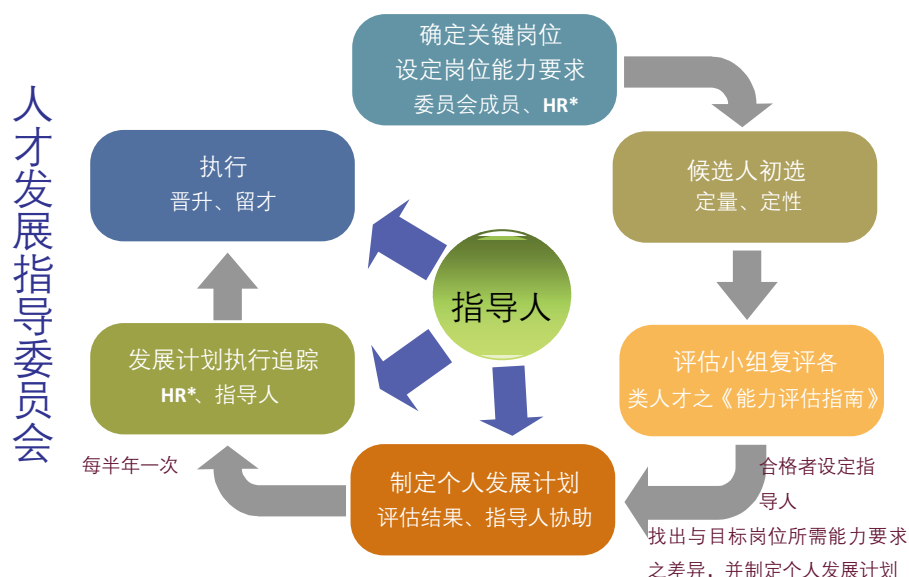 人才发展指导委员会
确定关键岗位
设定岗位能力要求
委员会成员、HR*
候选人初选
定量、定性
评估小组复评各
类人才之《能力评估指南》
合格者设定指
导人
找出与目标岗位所需能力要求
之差异，并制定个人发展计划
制定个人发展计划
评估结果、指导人协助
每半年一次
发展计划执行追踪
HR*、指导人
执行
晋升、留才
指导人